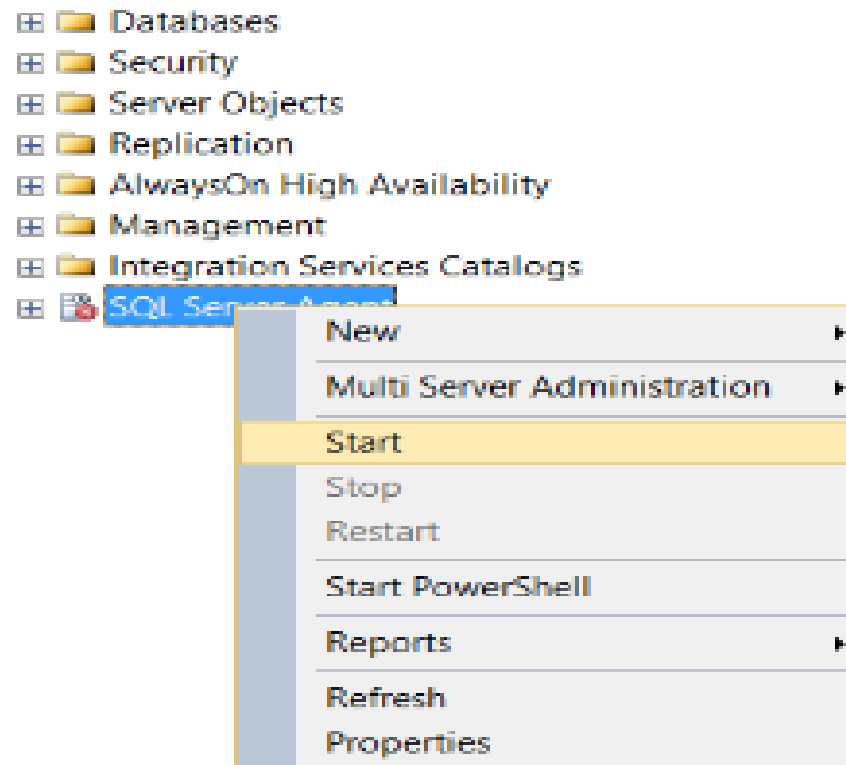 Databases
Security
Server Objects
Replication
AlwaysOn High Availability
Management
Integration Services Catalogs
SQL Server Agent
New
Multi Server Administration
Start
Stop
Restart
Start PowerShell
Reports
Refresh
Properties